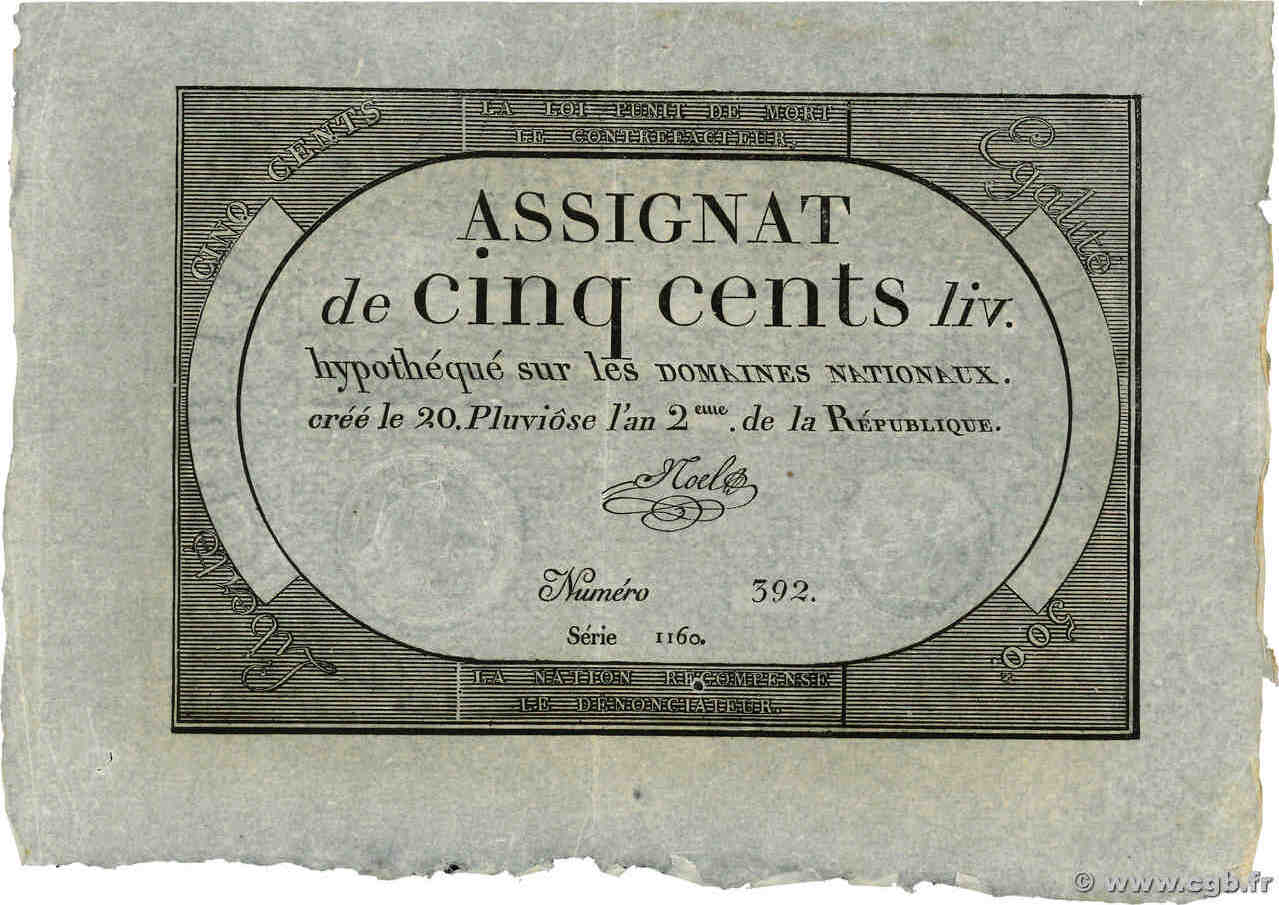 LA LOI PUNIT DE MORT
LE CONTREFACTEUR.
CINQ CENTS
Egalité
ASSIGNAT
de cinq cents liv.
hypothéqué sur les DOMAINES NATIONAUX.
créé le 20. Pluviôse l'an 2eme. de la RÉPUBLIQUE.
Noel
Numéro 392.
Série 1160.
Liberté
500#
LA NATION RECOMPENSE
LE DENONCIATEUR.
© www.cgb.fr